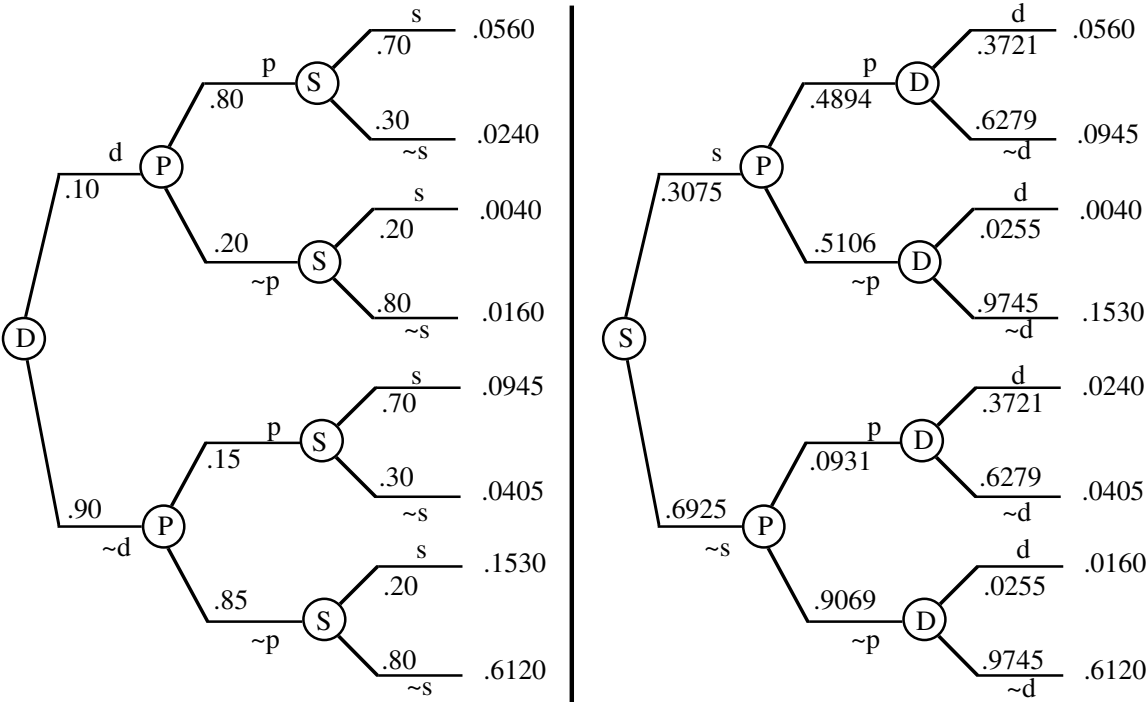 s .0560
.70
p
S
.80
.30
~s .0240
d
P
.10
s .0040
.20
.20
S
~p
.80
~s .0160
D
s .0945
.70
p
S
.15
.30
~s .0405
.90
P
~d
s .1530
.20
.85
S
~p
.80
~s .6120
d .0560
.3721
p
D
.4894
.6279
~d .0945
s
P
.3075
d .0040
.0255
.5106
D
~p
.9745
~d .1530
S
d .0240
.3721
p
D
.0931
.6279
~d .0405
.6925
P
~s
d .0160
.0255
.9069
D
~p
.9745
~d .6120